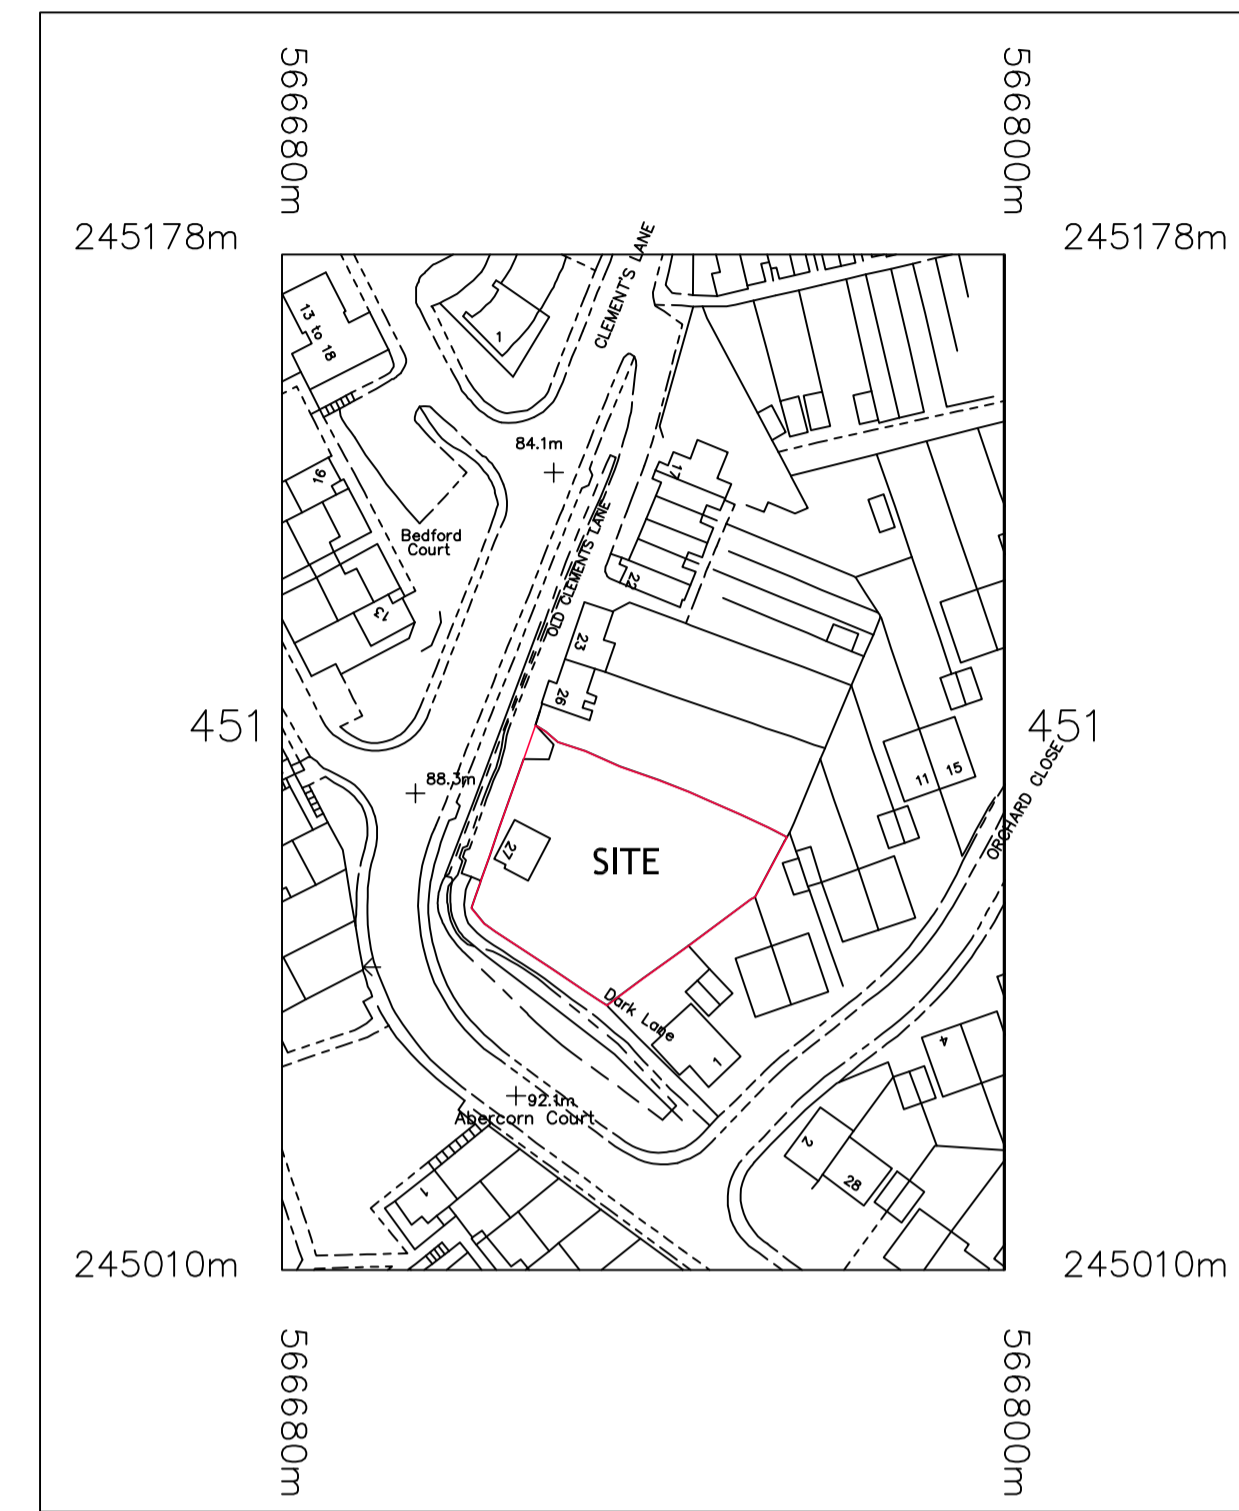 566680m
566800m
245178m
245178m
CLEMENT'S LANE
13 to 18
1
84.1m
17
16
Bedford
Court
OLD CLEMENTS LANE
22
13
23
26
451
451
88.3m
11 15
ORCHARD CLOSE
27
SITE
Dark Lane
1
4
92.1m
Abercorn Court
2
28
1
245010m
245010m
566680m
566800m